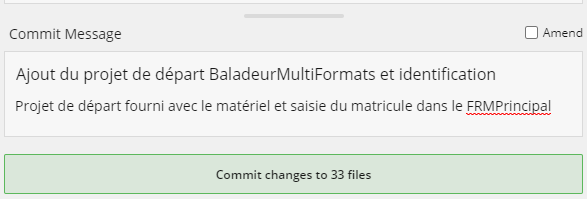 Commit Message
Amend
Ajout du projet de départ BaladeurMultiFormats et identification
Projet de départ fourni avec le matériel et saisie du matricule dans le FRMPrincipal
Commit changes to 33 files